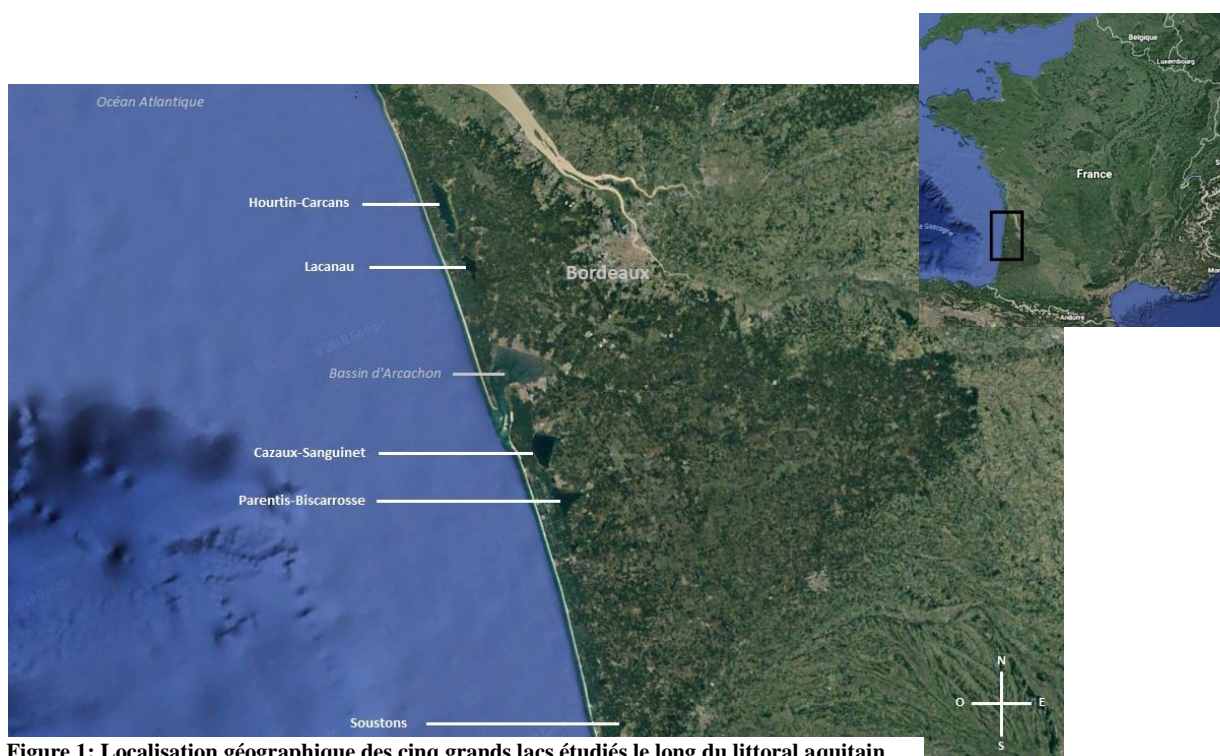 Belgique
Luxembourg
France
Andorre
Océan Atlantique
Hourtin-Carcans
Lacanau
Bordeaux
Bassin d'Arcachon
Cazaux-Sanguinet
Parentis-Biscarrosse
Soustons
N
O
E
S
Figure 1: Localisation géographique des cinq grands lacs étudiés le long du littoral aquitain